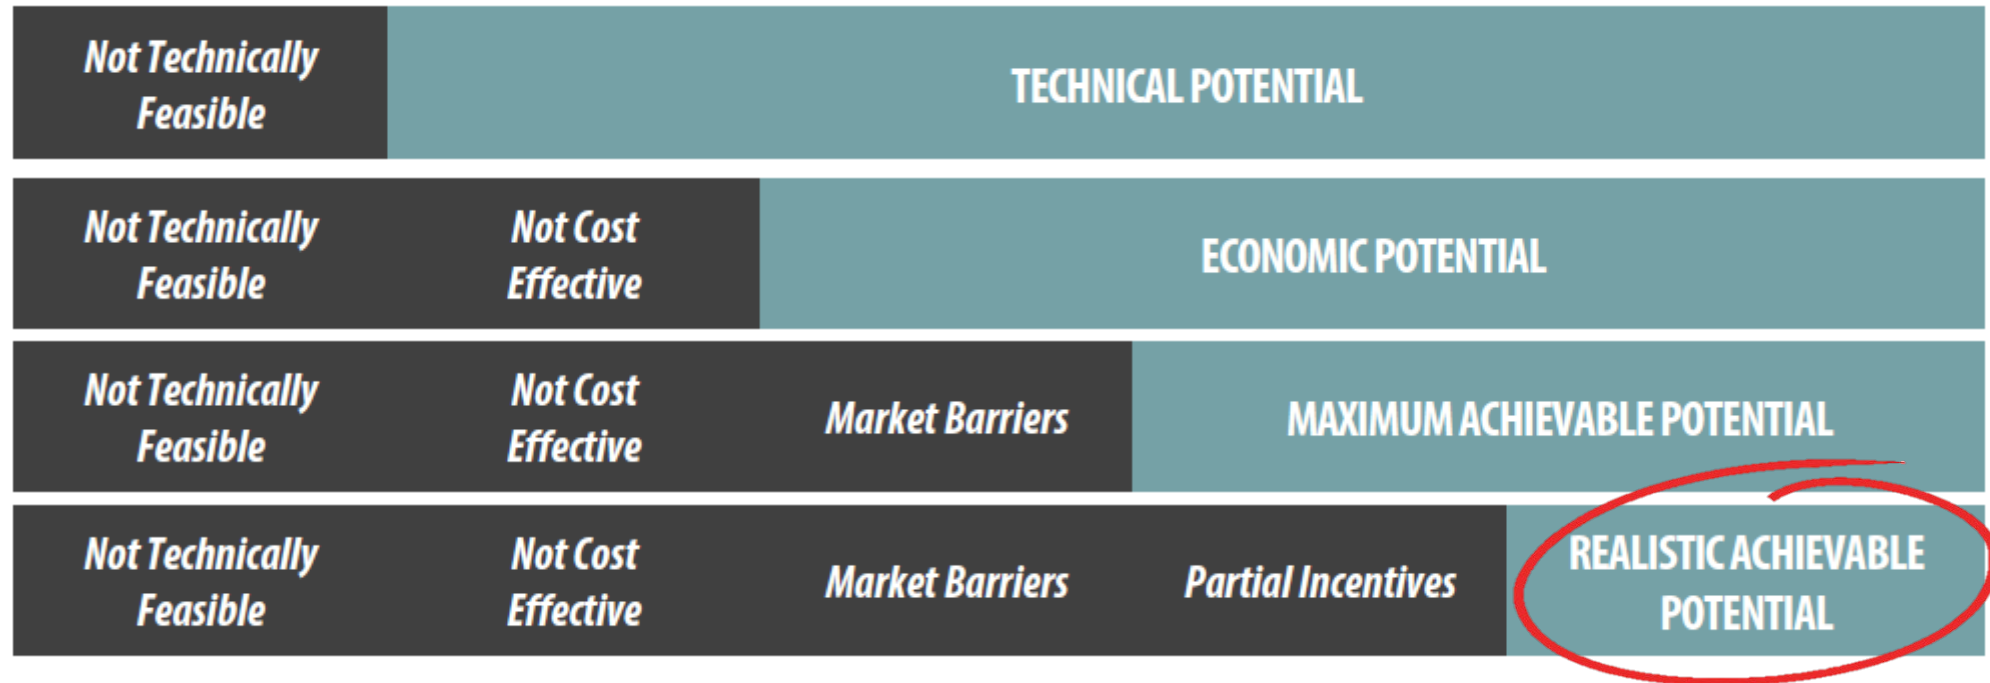 Not Technically
Feasible
TECHNICAL POTENTIAL
Not Technically
Feasible
Not Cost
Effective
ECONOMIC POTENTIAL
Not Technically
Feasible
Not Cost
Effective
Market Barriers
MAXIMUM ACHIEVABLE POTENTIAL
Not Technically
Feasible
Not Cost
Effective
Market Barriers
Partial Incentives
REALISTIC ACHIEVABLE
POTENTIAL